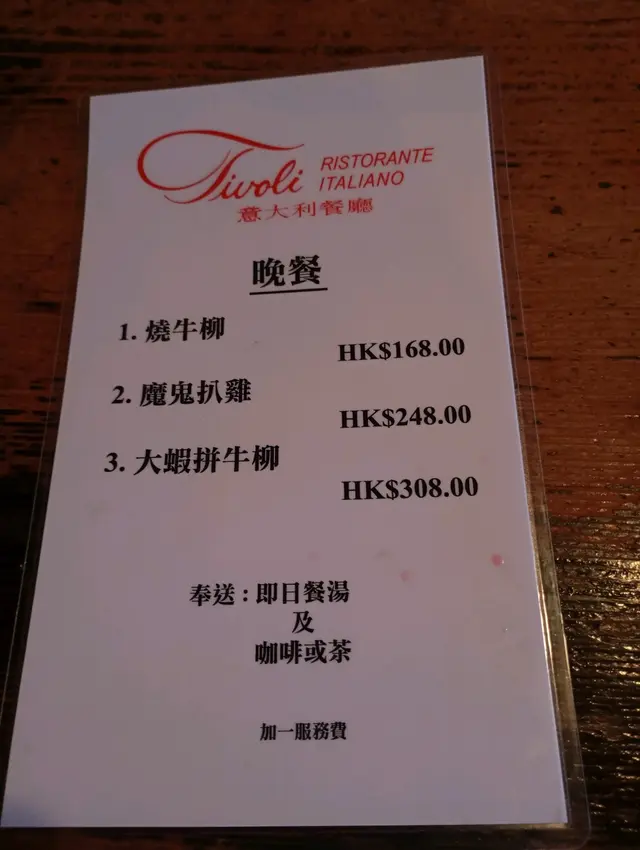 Tivoli RISTORANTE
ITALIANO
意大利餐廳
晚餐
1. 燒牛柳
HK$168.00
2. 魔鬼扒雞
HK$248.00
3. 大蝦拼牛柳
HK$308.00
奉送 : 即日餐湯
及
咖啡或茶
加一服務費